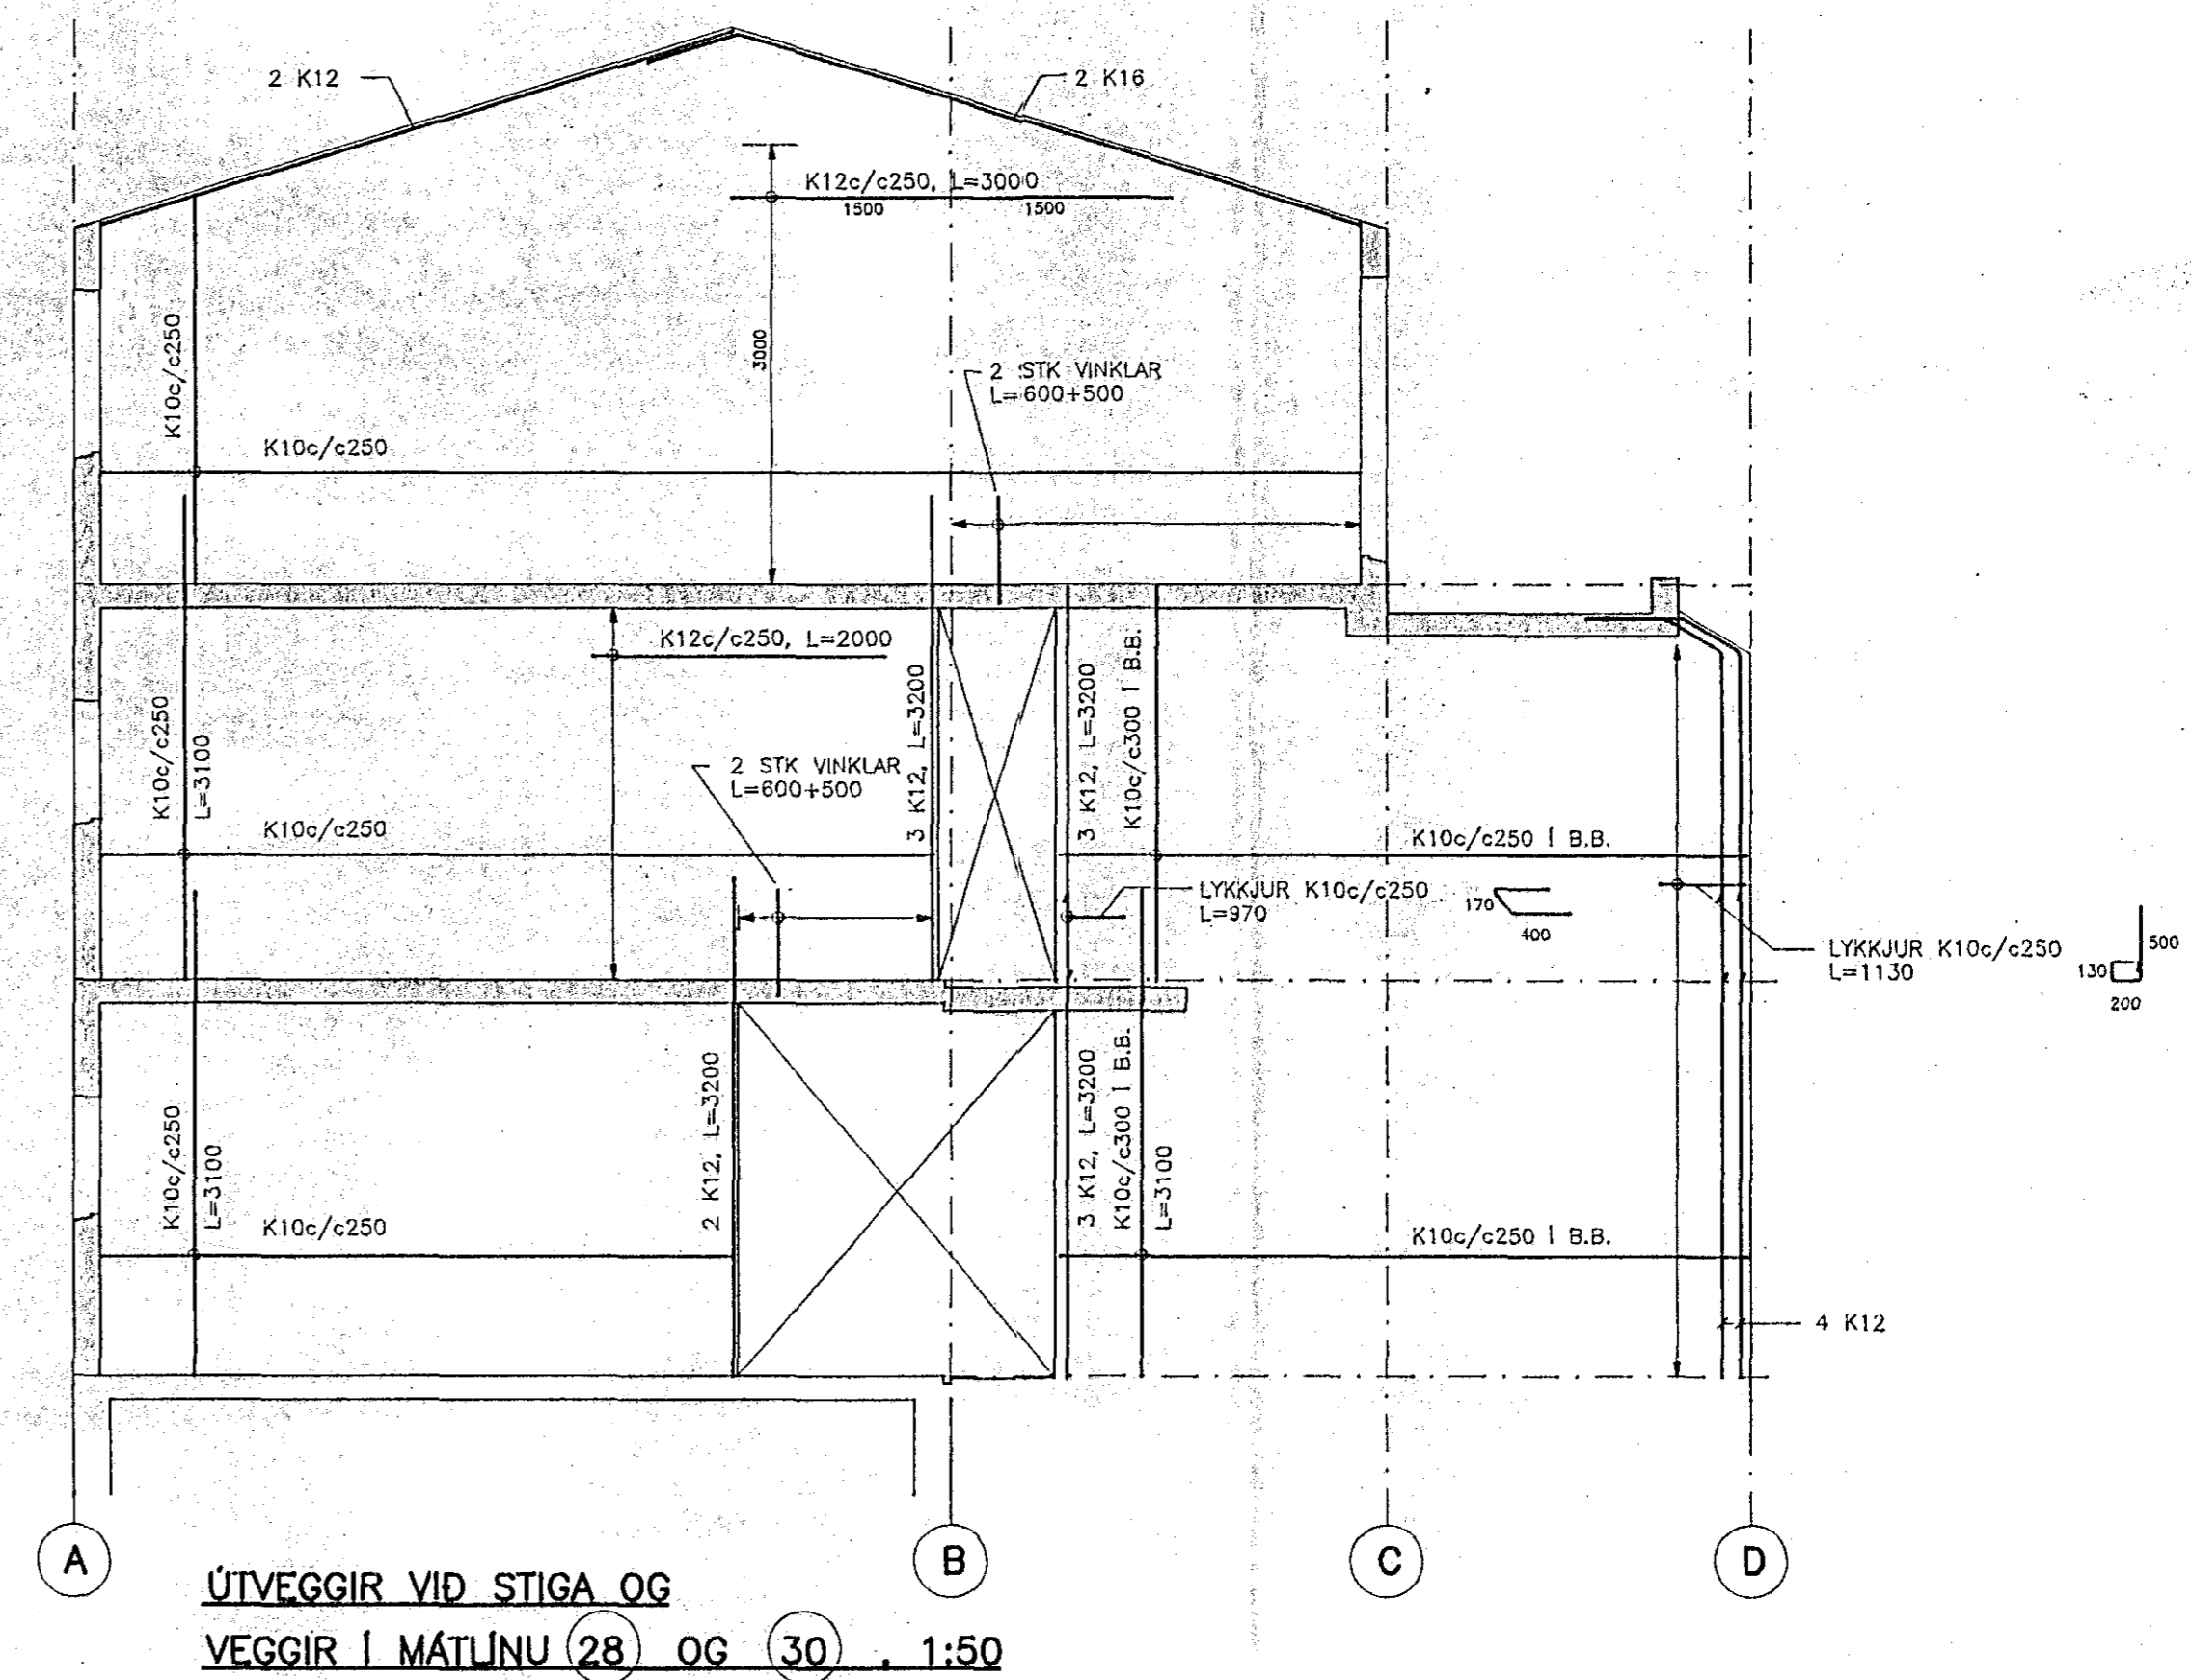 2 K12
2 K16
K12c/c250, L=3000
1500
1500
3000
K10c/c250
K10c/c250
2 STK VINKLAR
L=600+500
K12c/c250, L=2000
K10c/c250
L=3100
K10c/c250
2 STK VINKLAR
L=600+500
3 K12, L=3200
3 K12, L=3200
K10c/c300 Í B.B.
K10c/c250 Í B.B.
LYKKJUR K10c/c250
L=970
170
400
LYKKJUR K10c/c250
L=1130
130
500
200
K10c/c250
L=3100
K10c/c250
2 K12, L=3200
3 K12, L=3200
K10c/c300 Í B.B.
L=3100
K10c/c250 Í B.B.
4 K12
A
B
C
D
ÚTVEGGIR VIÐ STIGA OG
VEGGIR Í MÁTLÍNU 28 OG 30 . 1:50